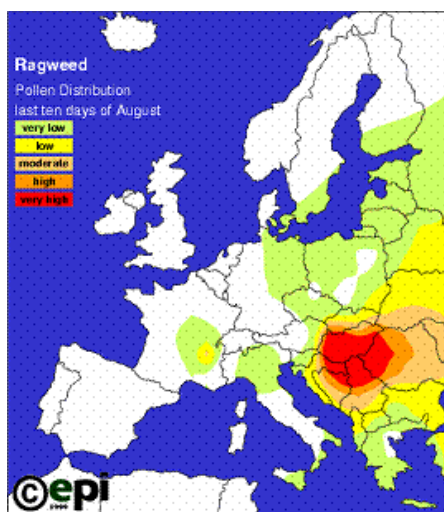 Ragweed
Pollen Distribution
last ten days of August
very low
low
moderate
high
very high
©epi